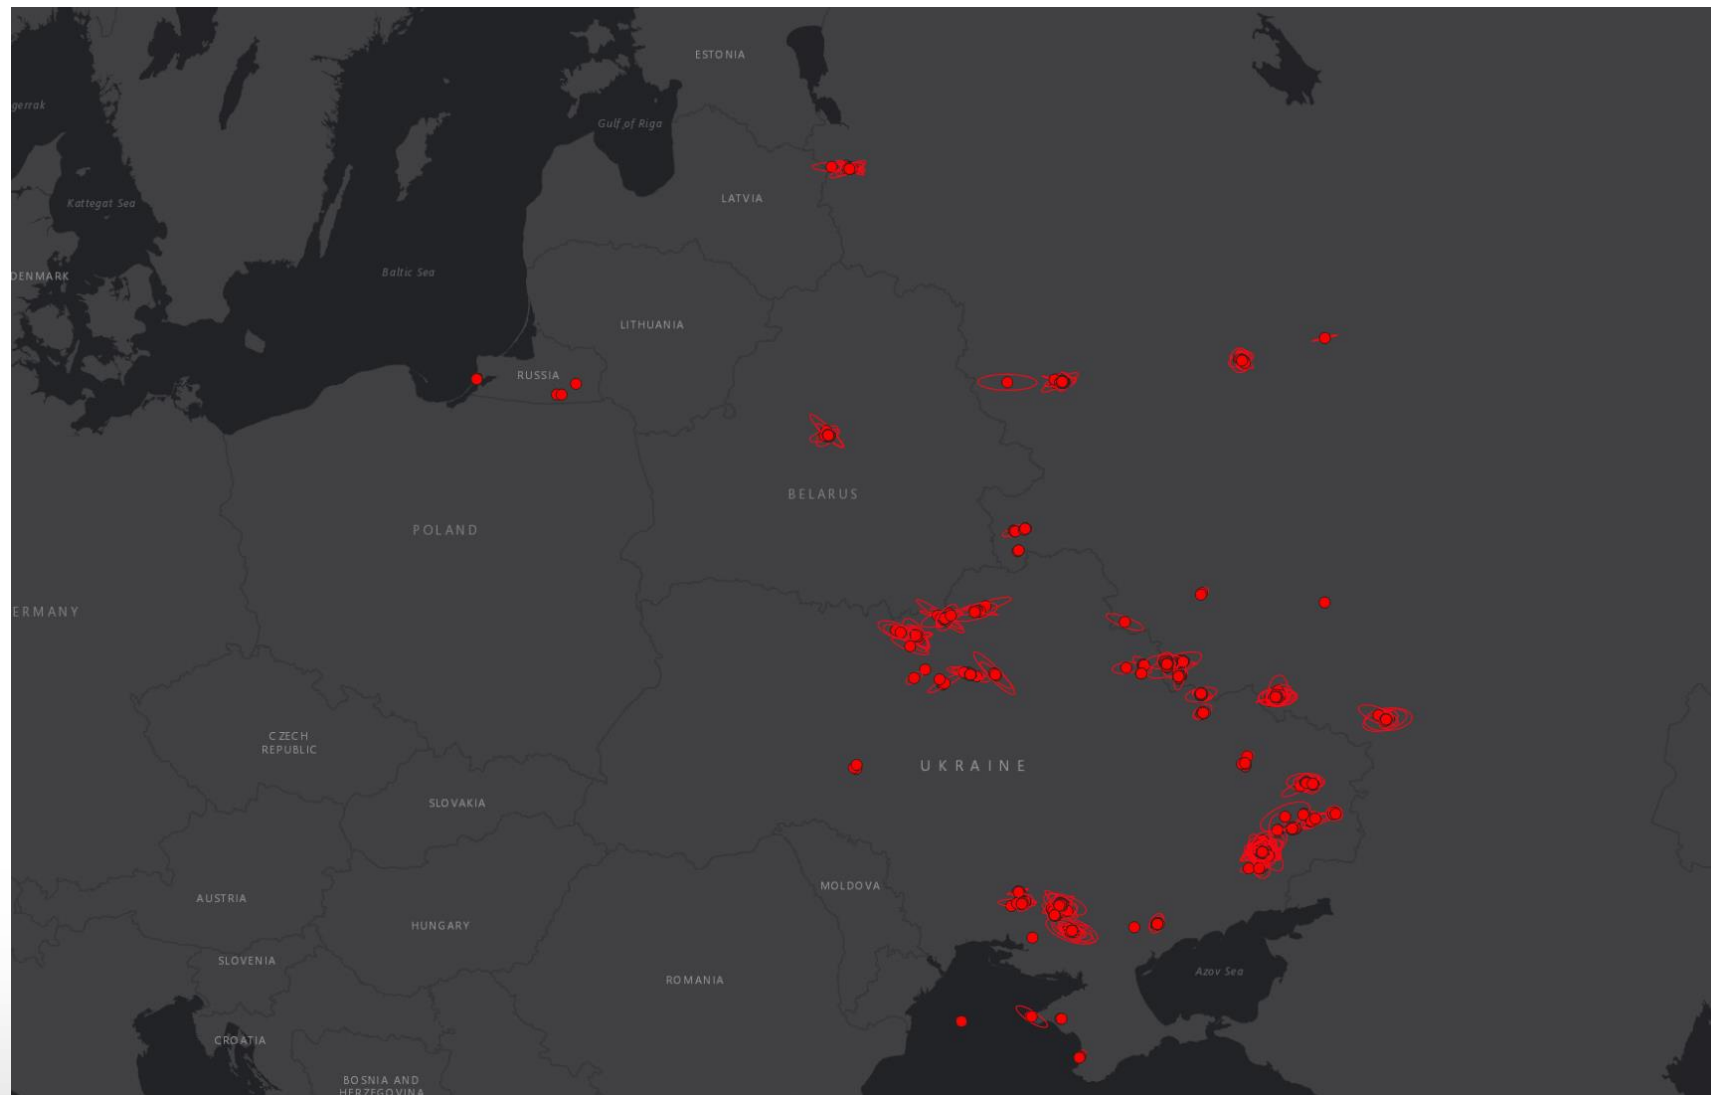 ESTONIA
gerrak
Gulf of Riga
LATVIA
Kattegat Sea
Baltic Sea
DENMARK
LITHUANIA
RUSSIA
BELARUS
POLAND
ERMANY
CZECH
REPUBLIC
UKRAINE
SLOVAKIA
MOLDOVA
AUSTRIA
HUNGARY
SLOVENIA
Azov Sea
ROMANIA
CROATIA
BOSNIA AND
HERZEGOVINA